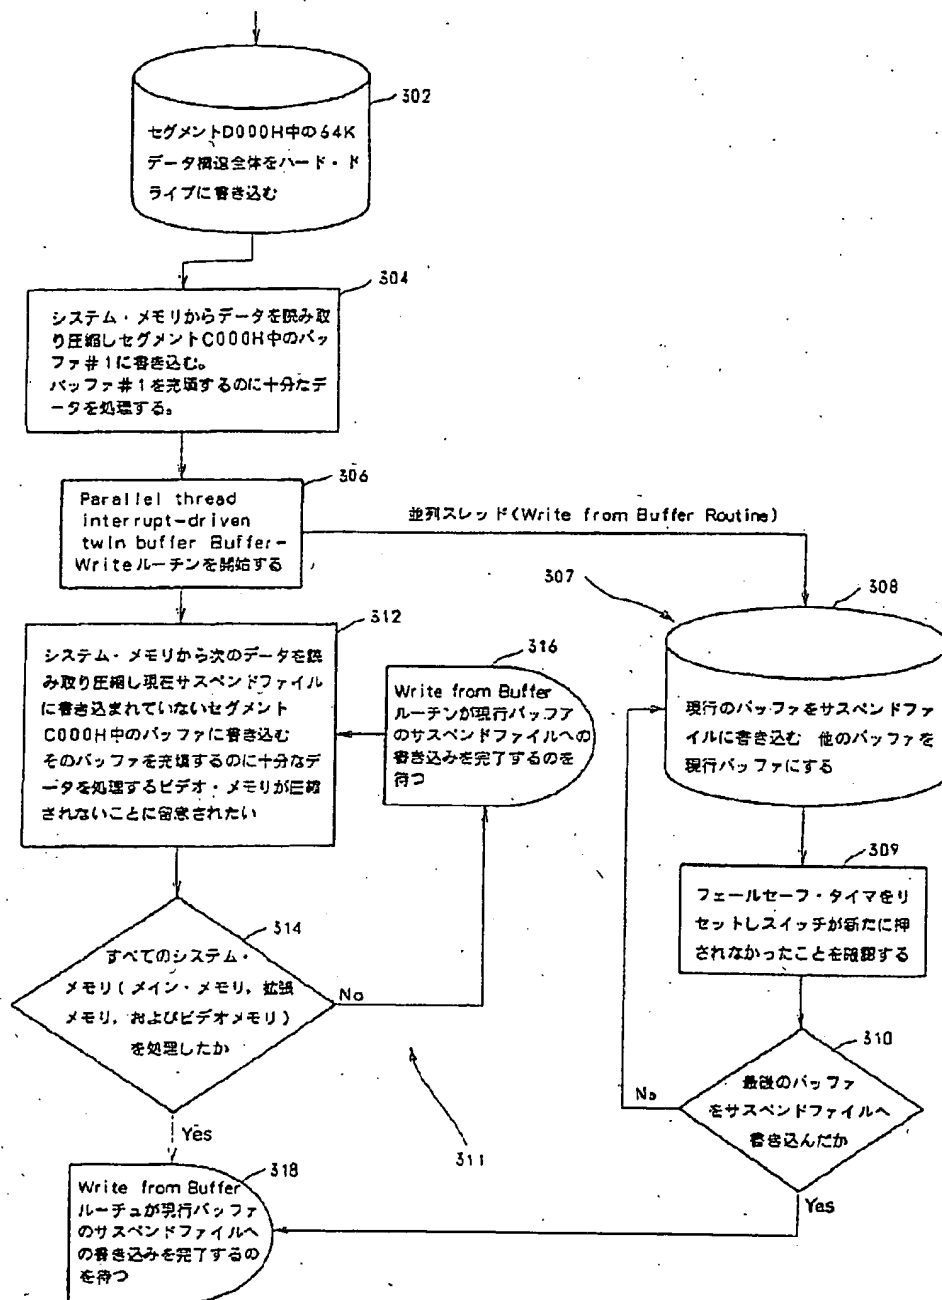 302
セグメントD000H中の64K
データ構造全体をハード・ド
ライブに書き込む
304
システム・メモリからデータを読み取
り圧縮しセグメントC000H中のバッ
ファ#1に書き込む。
バッファ#1を充填するのに十分なデ
ータを処理する。
306
Parallel thread
interrupt-driven
twin buffer Buffer-
Writeルーチンを開始する
並列スレッド(Write from Buffer Routine)
307
308
現行のバッファをサスペンドファ
イルに書き込む 他のバッファを
現行バッファにする
312
システム・メモリから次のデータを読
み取り圧縮し現在サスペンドファイル
に書き込まれていないセグメント
C000H中のバッファに書き込む
そのバッファを充填するのに十分なデ
ータを処理するビデオ・メモリが圧縮
されないことに留意されたい
316
Write from Buffer
ルーチンが現行バッファ
のサスペンドファイルへの
書き込みを完了するのを
待つ
309
フェールセーフ・タイマをリ
セットしスイッチが新たに押
されなかったことを確認する
314
すべてのシステム・
メモリ(メイン・メモリ,拡張
メモリ,およびビデオメモリ)
を処理したか
No
310
最後のバッファ
をサスペンドファイルへ
書き込んだか
No
Yes
Yes
311
318
Write from Buffer
ルーチュが現行バッファ
のサスペンドファイルへ
の書き込みを完了するの
を待つ